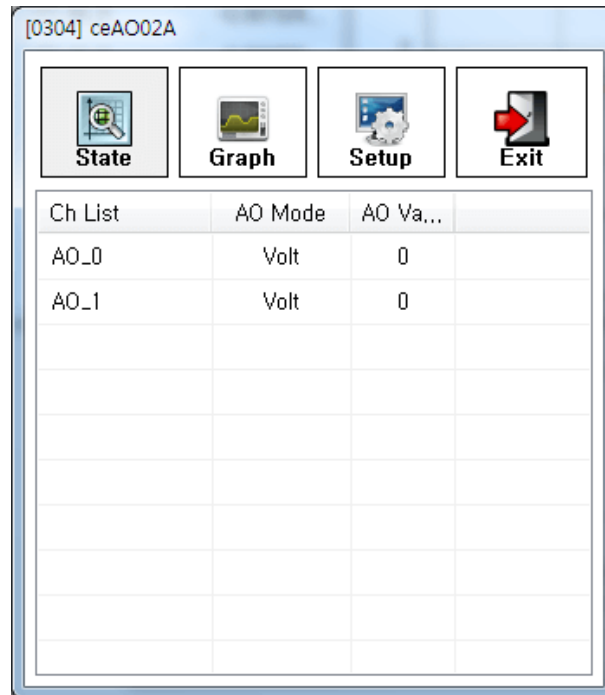 [0304] ceAO02A
State Graph Setup Exit
Ch List AO Mode AO Va...
AO_0 Volt 0
AO_1 Volt 0